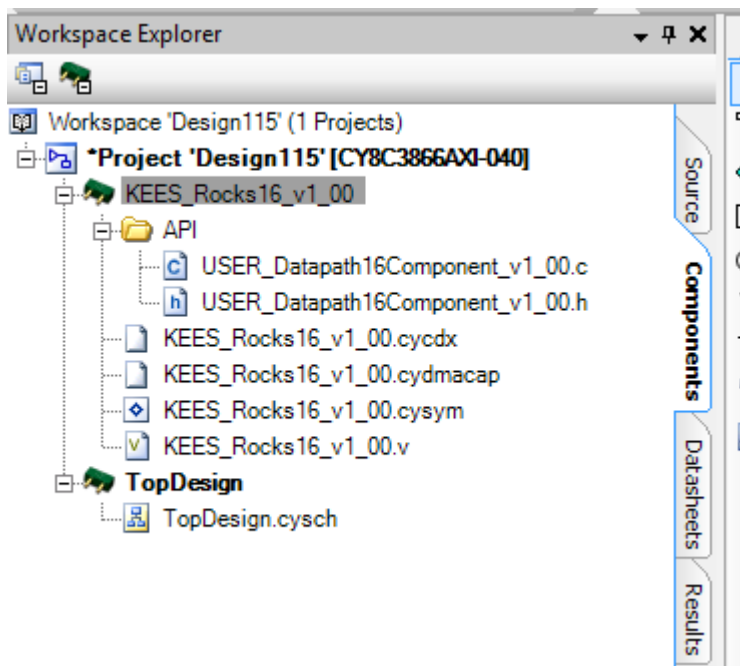 Workspace Explorer
Workspace 'Design115' (1 Projects)
*Project 'Design115' [CY8C3866AXI-040]
KEES_Rocks16_v1_00
API
USER_Datapath16Component_v1_00.c
USER_Datapath16Component_v1_00.h
KEES_Rocks16_v1_00.cycdx
KEES_Rocks16_v1_00.cydmacap
KEES_Rocks16_v1_00.cysym
KEES_Rocks16_v1_00.v
TopDesign
TopDesign.cysch
Source
Components
Datasheets
Results